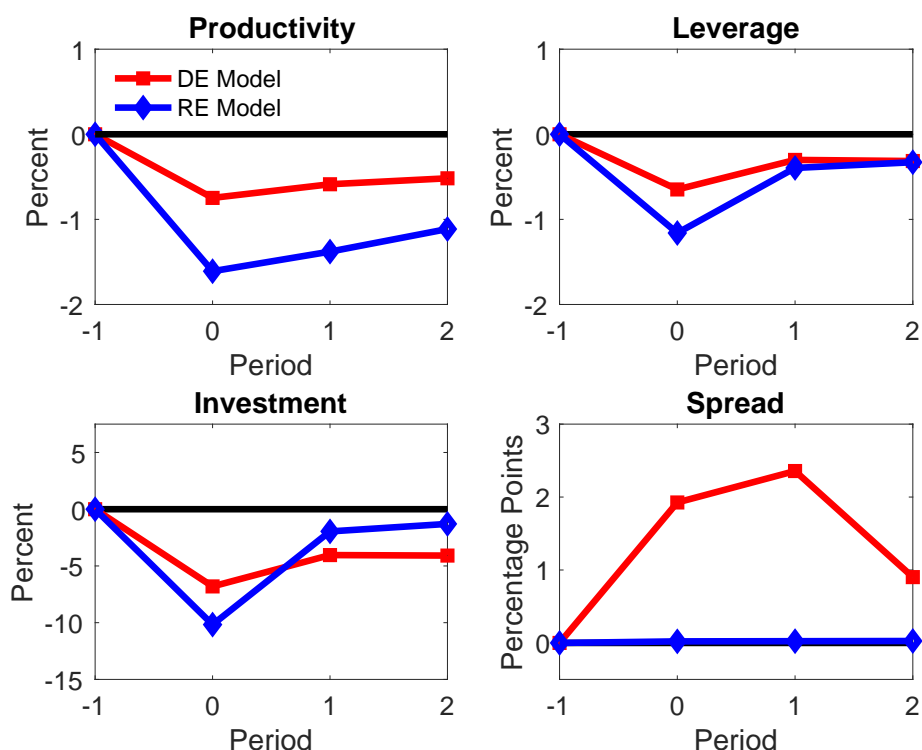 Productivity
1
0
-1
-2
Percent
DE Model
RE Model
-1
0
1
2
Period
Leverage
1
0
-1
-2
Percent
-1
0
1
2
Period
Investment
5
0
-5
-10
-15
Percent
-1
0
1
2
Period
Spread
3
2
1
0
Percentage Points
-1
0
1
2
Period